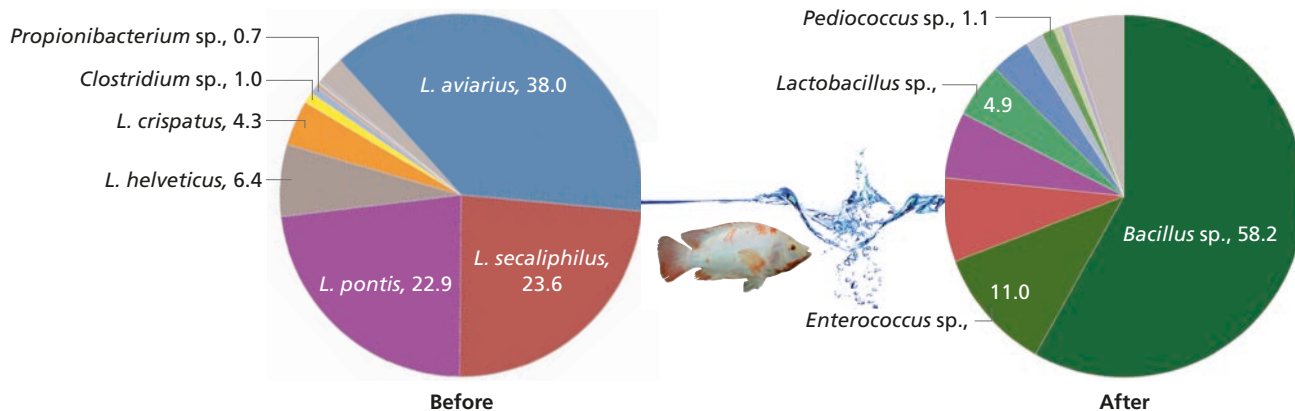 Propionibacterium sp., 0.7
Clostridium sp., 1.0
L. crispatus, 4.3
L. helveticus, 6.4
L. aviarius, 38.0
L. pontis, 22.9
L. secaliphilus,
23.6
Before
Pediococcus sp., 1.1
Lactobacillus sp.,
4.9
Bacillus sp., 58.2
11.0
Enterococcus sp.,
After